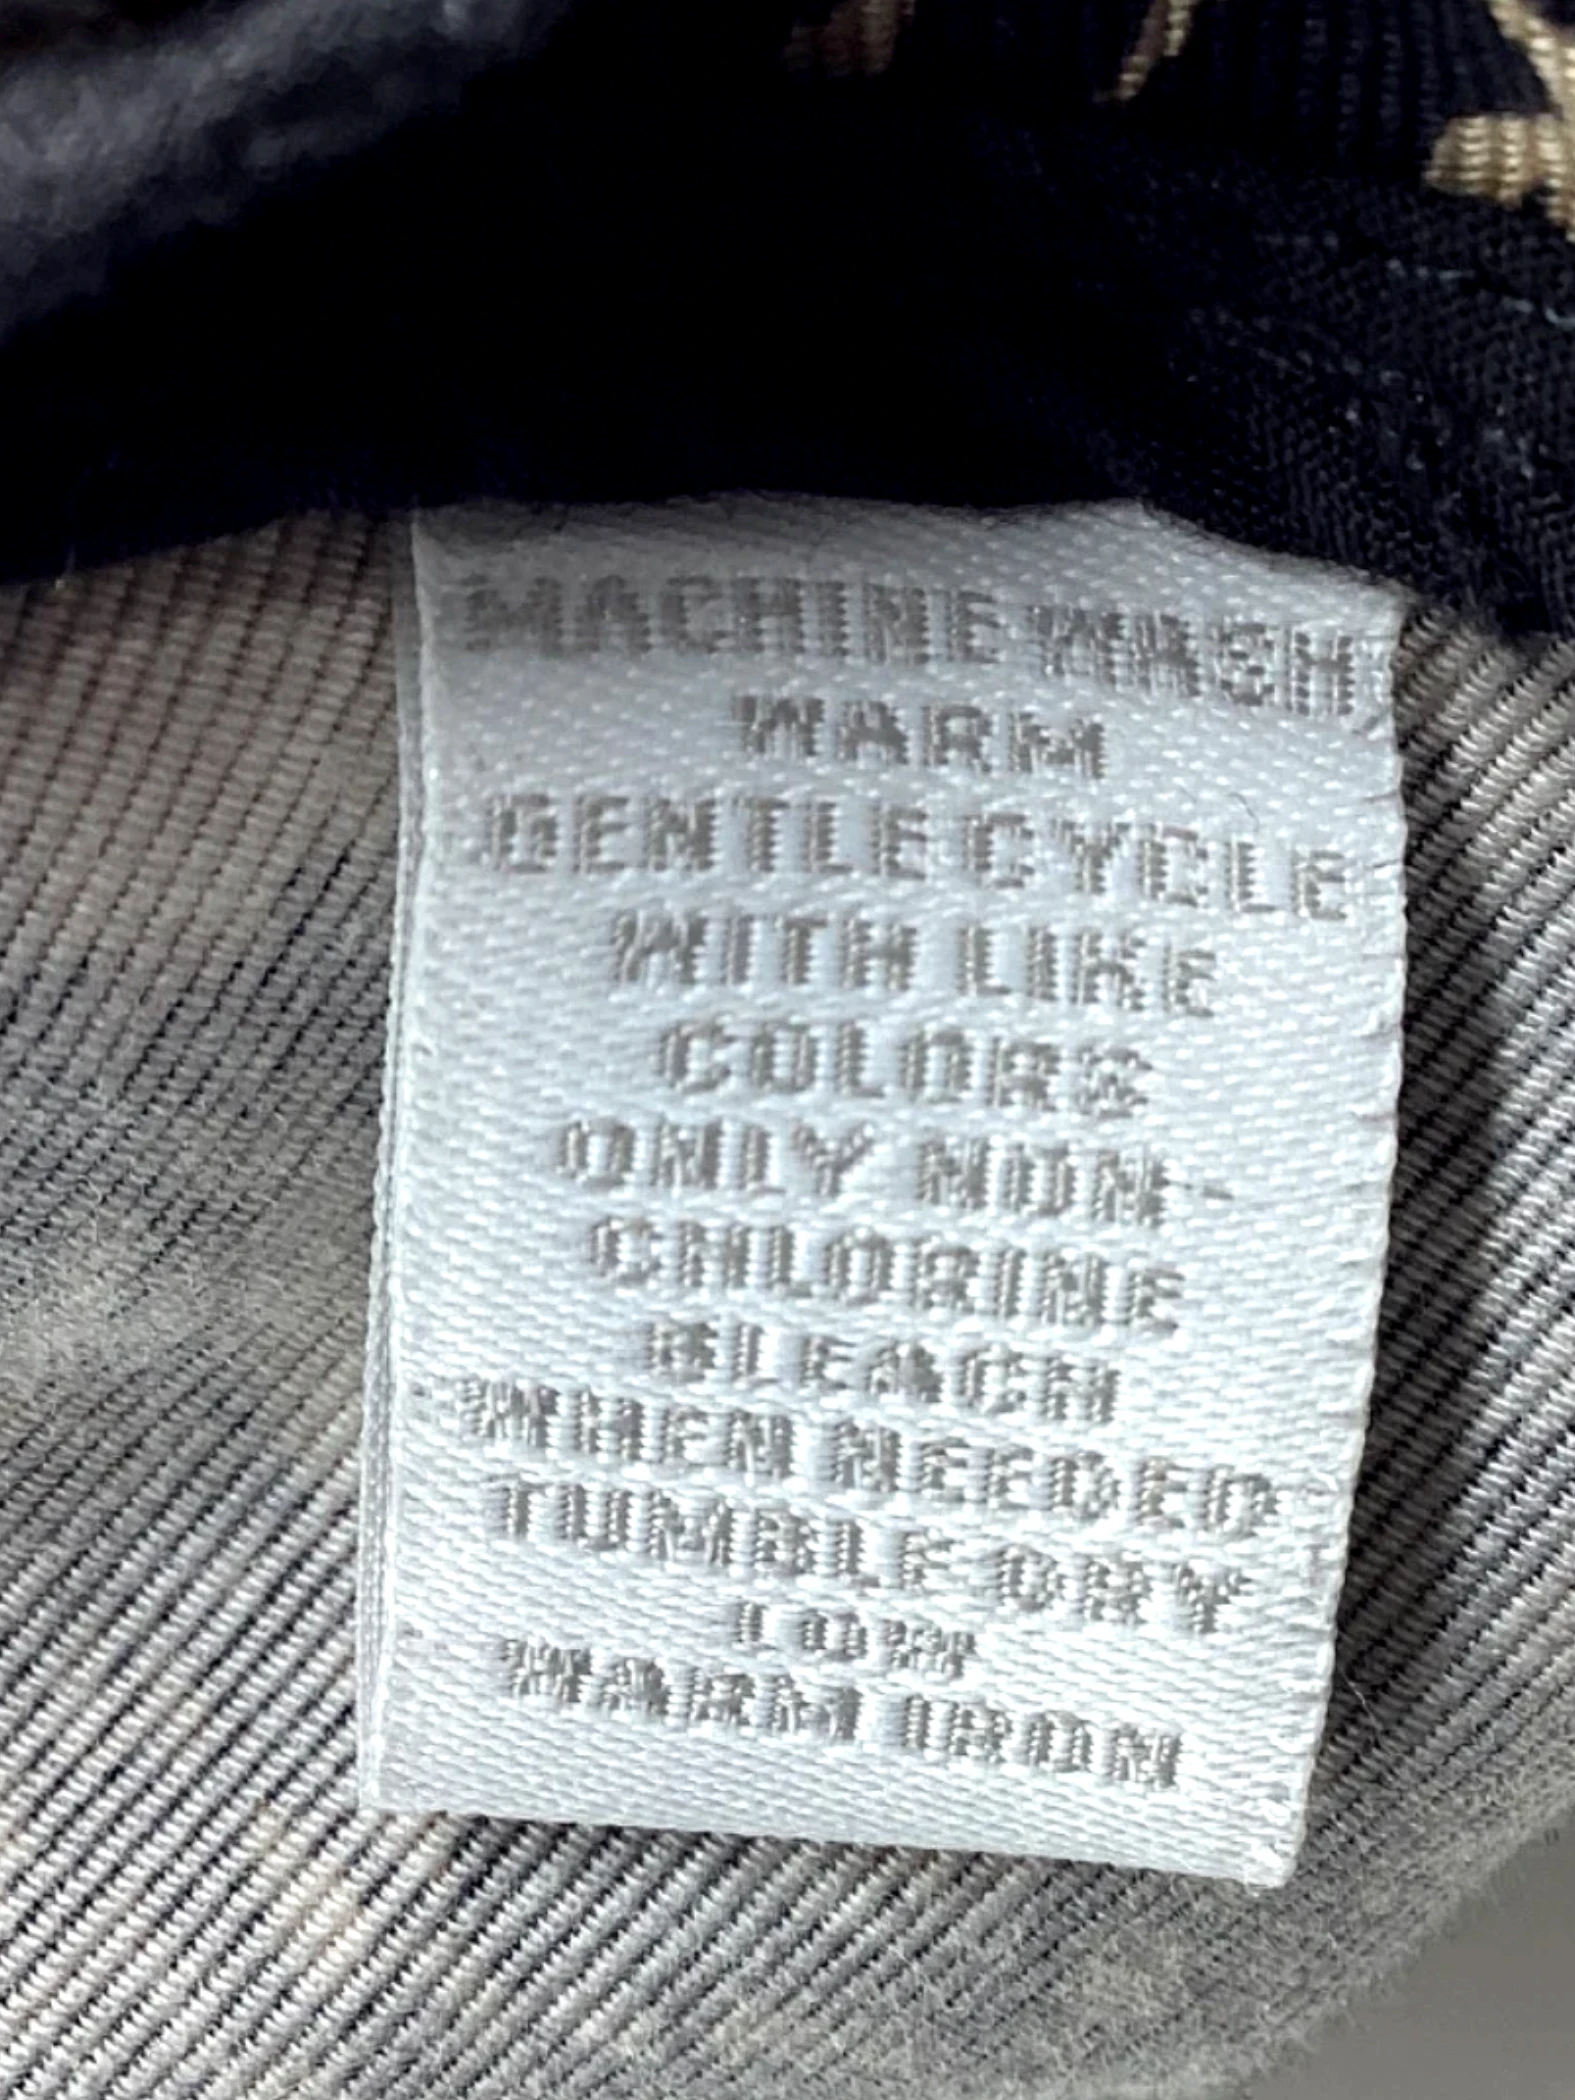 MACHINE WASH
WARM
GENTLE CYCLE
WITH LIKE
COLORS
ONLY NON-
CHLORINE
BLEACH
WHEN NEEDED
TUMBLE DRY
LOW
WARM IRON